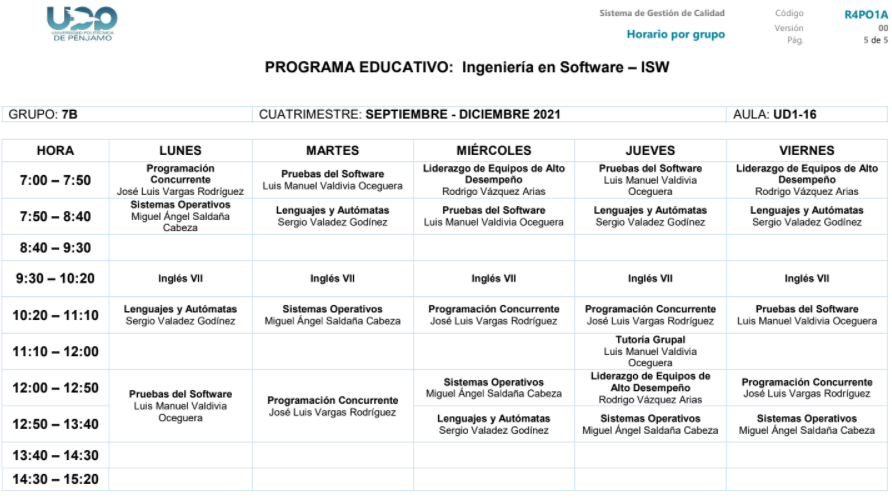 UPP
UNIVERSIDAD POLITÉCNICA
DE PÉNJAMO
Sistema de Gestión de Calidad
Horario por grupo
Código R4PO1A
Versión 00
Pág. 5 de 5
PROGRAMA EDUCATIVO: Ingeniería en Software – ISW
GRUPO: 7B CUATRIMESTRE: SEPTIEMBRE - DICIEMBRE 2021 AULA: UD1-16
HORA LUNES MARTES MIÉRCOLES JUEVES VIERNES
7:00 – 7:50
Programación
Concurrente
José Luis Vargas Rodríguez
Pruebas del Software
Luis Manuel Valdivia Oceguera
Liderazgo de Equipos de Alto
Desempeño
Rodrigo Vázquez Arias
Pruebas del Software
Luis Manuel Valdivia
Oceguera
Liderazgo de Equipos de Alto
Desempeño
Rodrigo Vázquez Arias
7:50 – 8:40
Sistemas Operativos
Miguel Ángel Saldaña
Cabeza
Lenguajes y Autómatas
Sergio Valadez Godínez
Pruebas del Software
Luis Manuel Valdivia Oceguera
Lenguajes y Autómatas
Sergio Valadez Godínez
Lenguajes y Autómatas
Sergio Valadez Godínez
8:40 – 9:30
9:30 – 10:20
Inglés VII
Inglés VII
Inglés VII
Inglés VII
Inglés VII
10:20 – 11:10
Lenguajes y Autómatas
Sergio Valadez Godínez
Sistemas Operativos
Miguel Ángel Saldaña Cabeza
Programación Concurrente
José Luis Vargas Rodríguez
Programación Concurrente
José Luis Vargas Rodríguez
Pruebas del Software
Luis Manuel Valdivia Oceguera
11:10 – 12:00
Tutoría Grupal
Luis Manuel Valdivia
Oceguera
12:00 – 12:50
Pruebas del Software
Luis Manuel Valdivia
Oceguera
Programación Concurrente
José Luis Vargas Rodríguez
Sistemas Operativos
Miguel Ángel Saldaña Cabeza
Liderazgo de Equipos de
Alto Desempeño
Rodrigo Vázquez Arias
Programación Concurrente
José Luis Vargas Rodríguez
12:50 – 13:40
Lenguajes y Autómatas
Sergio Valadez Godínez
Sistemas Operativos
Miguel Ángel Saldaña Cabeza
Sistemas Operativos
Miguel Ángel Saldaña Cabeza
13:40 – 14:30
14:30 – 15:20